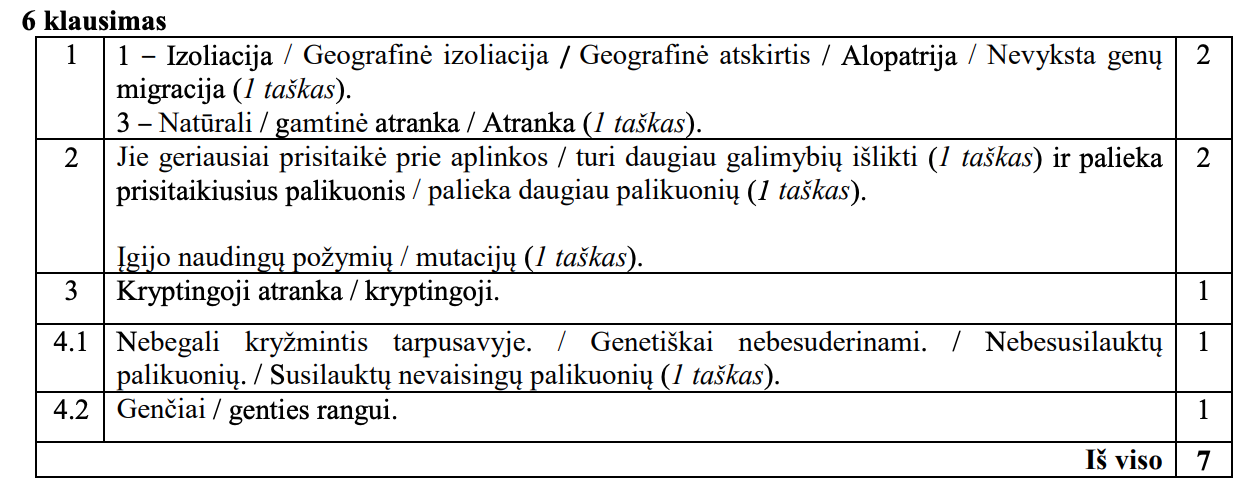 6 klausimas
1 1 – Izoliacija / Geografinė izoliacija / Geografinė atskirtis / Alopatrija / Nevyksta genų 2
migracija (1 taškas).
3 – Natūrali / gamtinė atranka / Atranka (1 taškas).
2 Jie geriausiai prisitaikė prie aplinkos / turi daugiau galimybių išlikti (1 taškas) ir palieka 2
prisitaikiusius palikuonis / palieka daugiau palikuonių (1 taškas).
Įgijo naudingų požymių / mutacijų (1 taškas).
3 Kryptingoji atranka / kryptingoji. 1
4.1 Nebegali kryžmintis tarpusavyje. / Genetiškai nebesuderinami. / Nebesusilauktų 1
palikuonių. / Susilauktų nevaisingų palikuonių (1 taškas).
4.2 Genčiai / genties rangui. 1
Iš viso 7